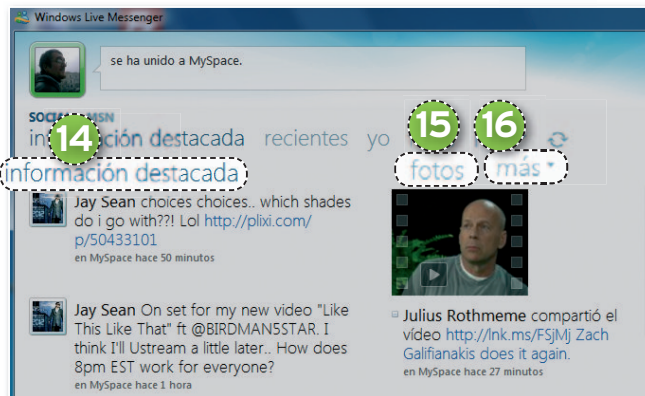 Windows Live Messenger
se ha unido a MySpace.
14
15
16
información destacada recientes yo
información destacada
fotos
más
Jay Sean choices choices.. which shades
do i go with??! Lol http://plixi.com/
p/50433101
en MySpace hace 50 minutos
Jay Sean On set for my new video "Like
This Like That" ft @BIRDMAN5STAR. I
think I'll Ustream a little later.. How does
8pm EST work for everyone?
en MySpace hace 1 hora
Julius Rothmeme compartió el
vídeo http://lnk.ms/FSjMj Zach
Galifianakis does it again.
en MySpace hace 27 minutos